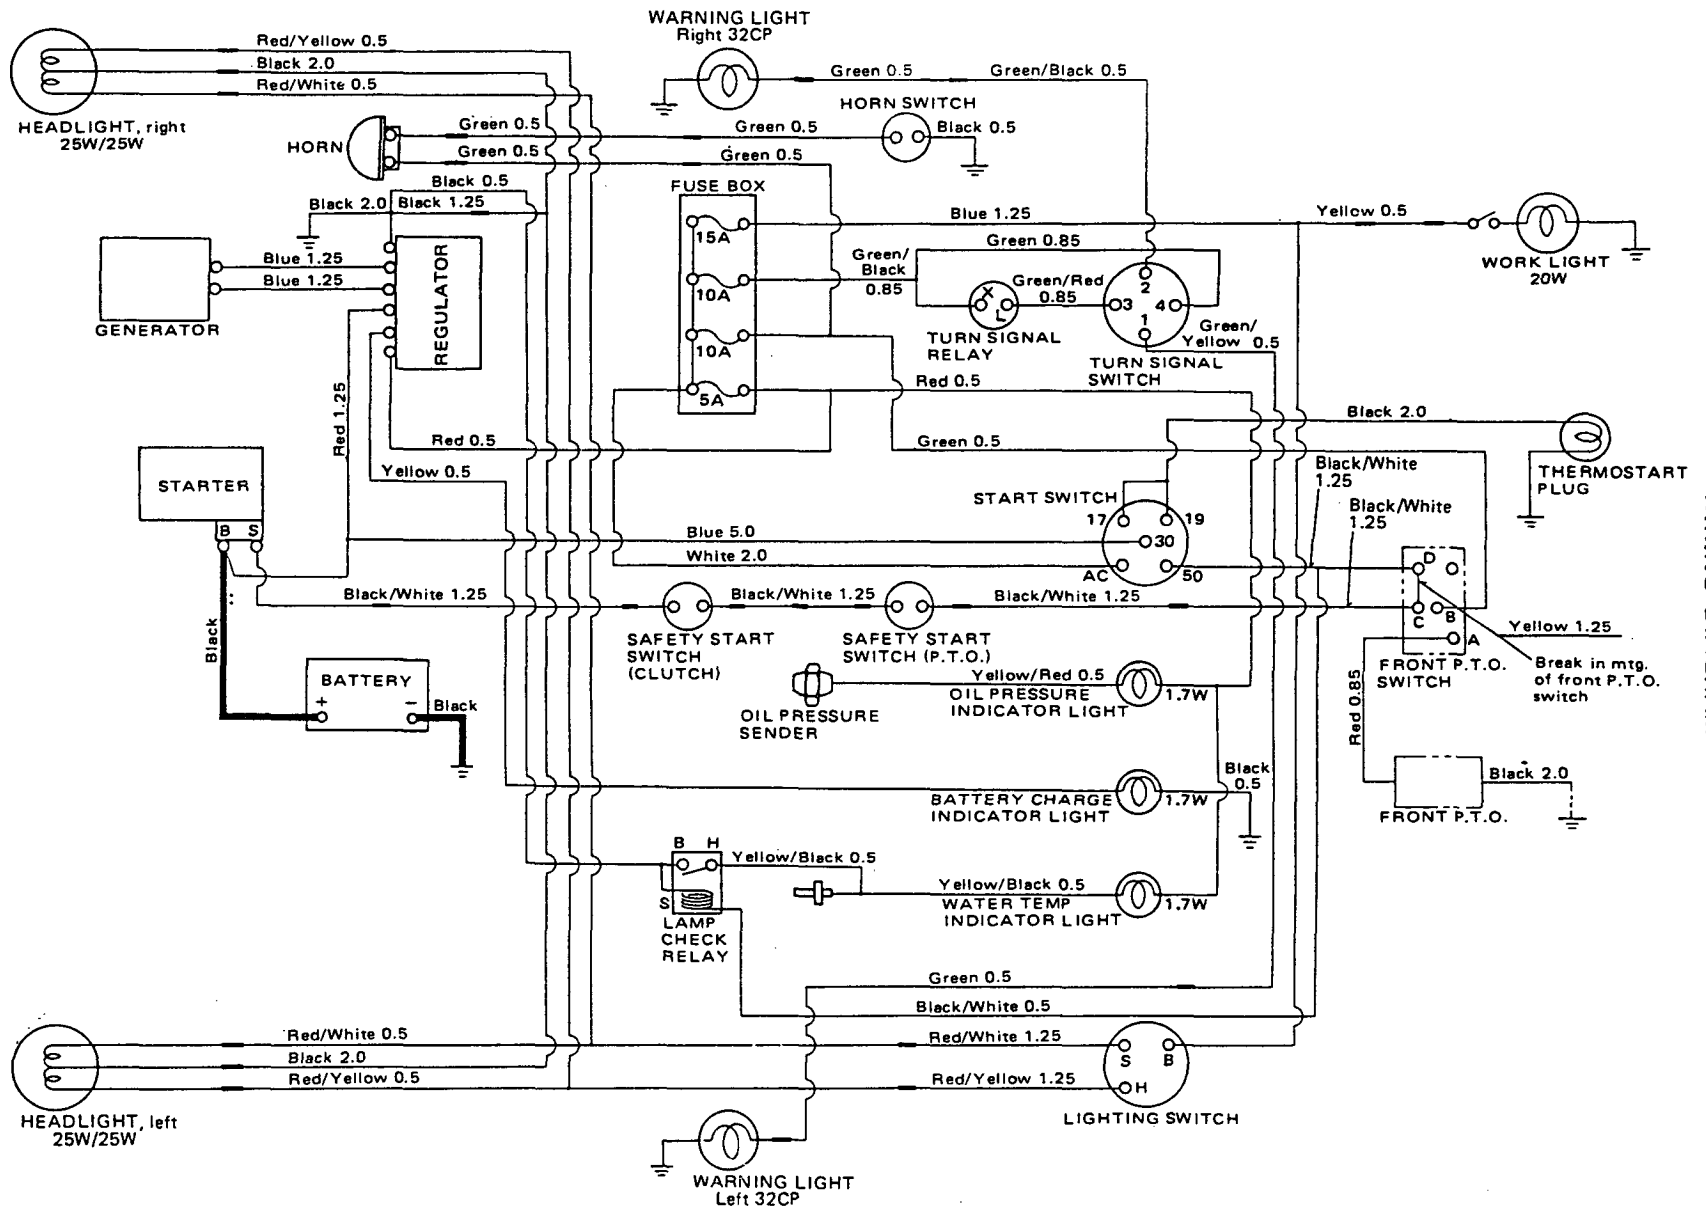 WARNING LIGHT
Right 32CP
Red/Yellow 0.5
Black 2.0
Red/White 0.5
HEADLIGHT, right
25W/25W
Green 0.5
Green/Black 0.5
HORN SWITCH
HORN
Green 0.5
Green 0.5
Black 0.5
Green 0.5
Green 0.5
Black 0.5
FUSE BOX
Black 2.0
Black 1.25
Blue 1.25
Yellow 0.5
15A
Green 0.85
Green/
Black
0.85
WORK LIGHT
20W
Blue 1.25
Blue 1.25
GENERATOR
REGULATOR
10A
Green/Red
0.85
X
L
2
3
4
1
TURN SIGNAL
RELAY
Green/
Yellow 0.5
TURN SIGNAL
SWITCH
10A
5A
Red 0.5
Red 1.25
Red 0.5
Yellow 0.5
Green 0.5
Black 2.0
Black/White
1.25
THERMOSTART
PLUG
Black/White
1.25
STARTER
B
S
START SWITCH
17
19
30
AC
50
Blue 5.0
White 2.0
D
C
B
A
Black/White 1.25
Black/White 1.25
Black/White 1.25
SAFETY START
SWITCH
(CLUTCH)
SAFETY START
SWITCH (P.T.O.)
Yellow 1.25
FRONT P.T.O.
SWITCH
Break in mtg.
of front P.T.O.
switch
Black
BATTERY
+
−
Black
Yellow/Red 0.5
OIL PRESSURE
INDICATOR LIGHT
1.7W
OIL PRESSURE
SENDER
Red 0.85
Black 2.0
FRONT P.T.O.
Black
0.5
BATTERY CHARGE
INDICATOR LIGHT
1.7W
B
H
Yellow/Black 0.5
S
LAMP
CHECK
RELAY
Yellow/Black 0.5
WATER TEMP
INDICATOR LIGHT
1.7W
Green 0.5
Black/White 0.5
Red/White 0.5
Black 2.0
Red/Yellow 0.5
HEADLIGHT, left
25W/25W
Red/White 1.25
Red/Yellow 1.25
S
B
H
LIGHTING SWITCH
WARNING LIGHT
Left 32CP